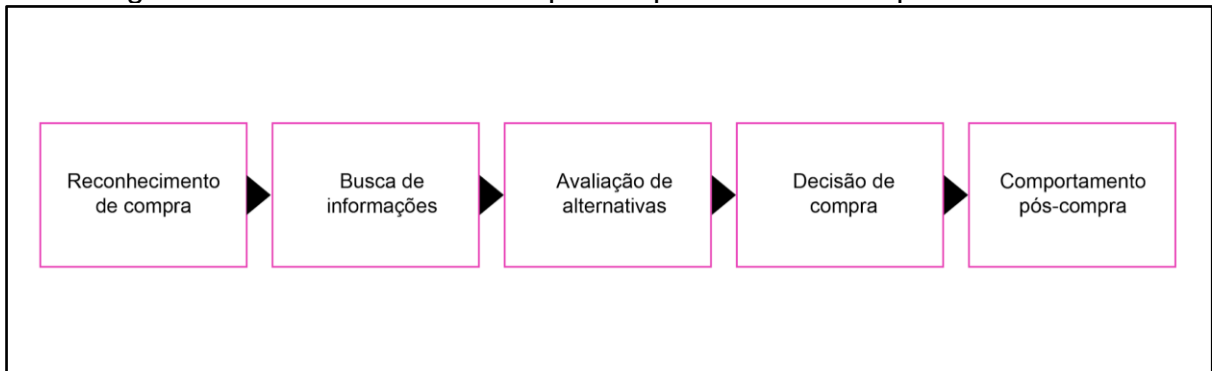 Reconhecimento
de compra
Busca de
informações
Avaliação de
alternativas
Decisão de
compra
Comportamento
pós-compra